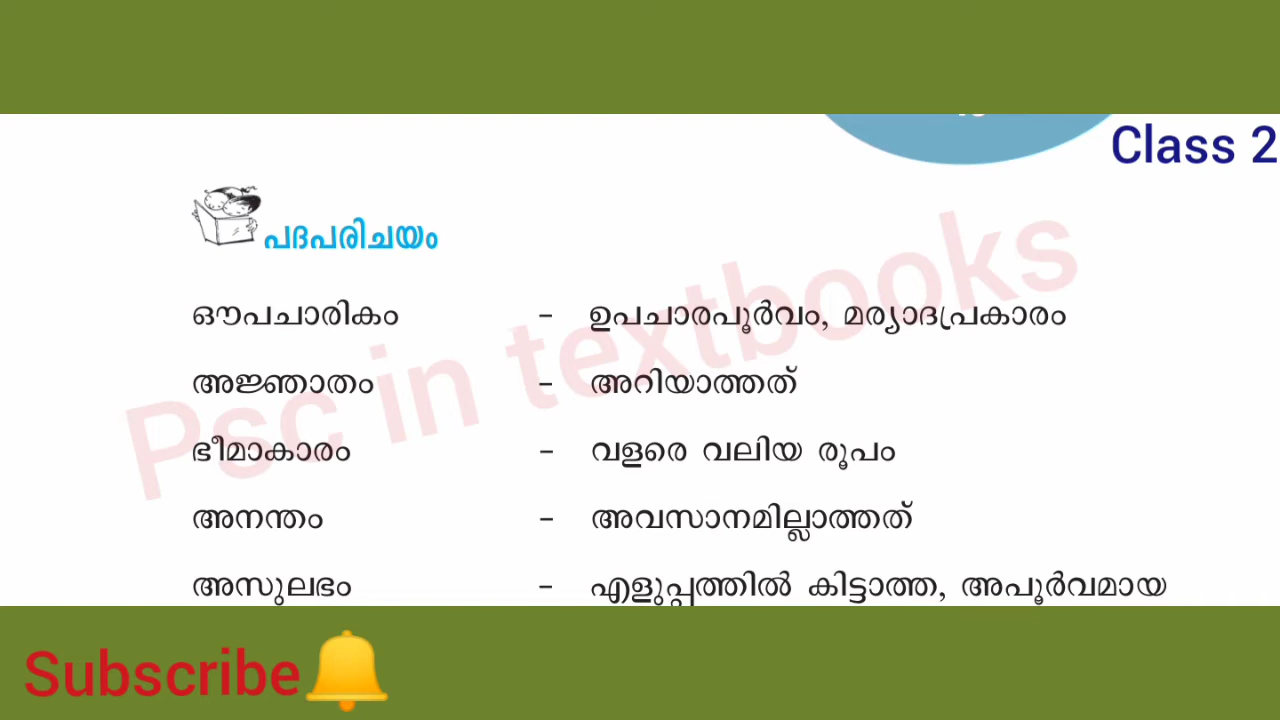 Class 2
പദപരിചയം
ഔപചാരികം - ഉപചാരപൂർവം, മര്യാദപ്രകാരം
അജ്ഞാതം - അറിയാത്തത്
ഭീമാകാരം - വളരെ വലിയ രൂപം
അനന്തം - അവസാനമില്ലാത്തത്
അസുലഭം - എളുപ്പത്തിൽ കിട്ടാത്ത, അപൂർവമായ
Psc in textbooks
Subscribe